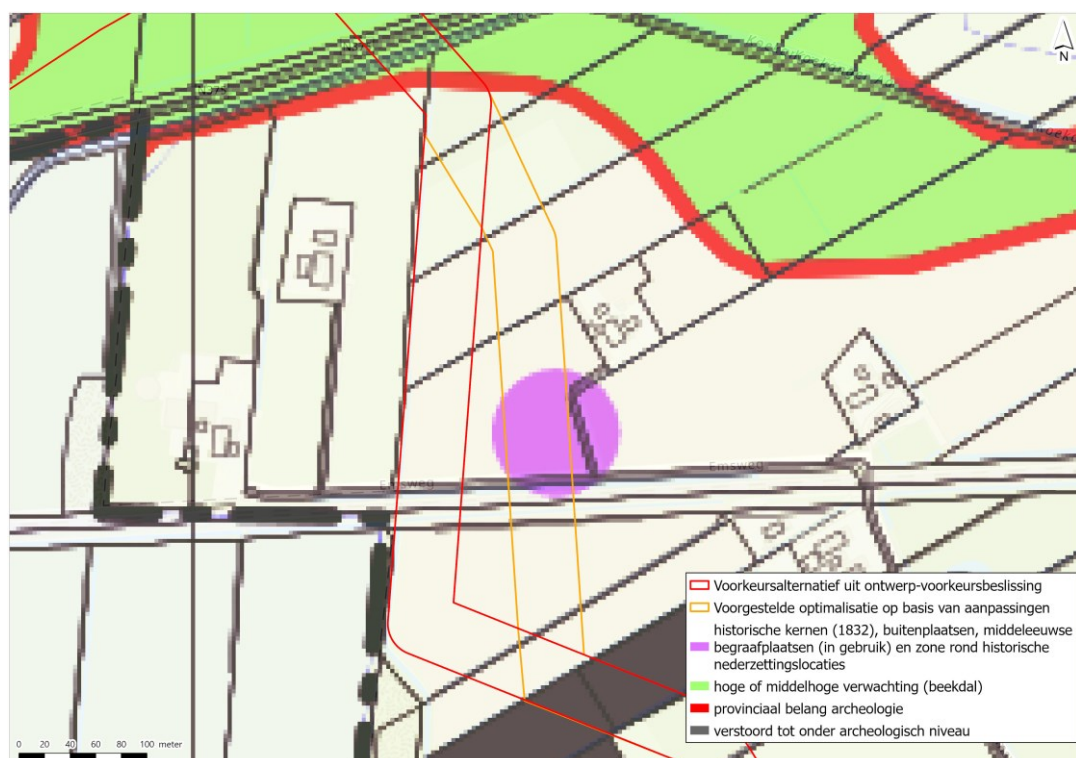 N
Emsweg
Emsweg
Voorkeursalternatief uit ontwerp-voorkeursbeslissing
Voorgestelde optimalisatie op basis van aanpassingen
historische kernen (1832), buitenplaatsen, middeleeuwse
begraafplaatsen (in gebruik) en zone rond historische
nederzettingslocaties
hoge of middelhoge verwachting (beekdal)
provinciaal belang archeologie
verstoord tot onder archeologisch niveau
0 20 40 60 80 100 meter